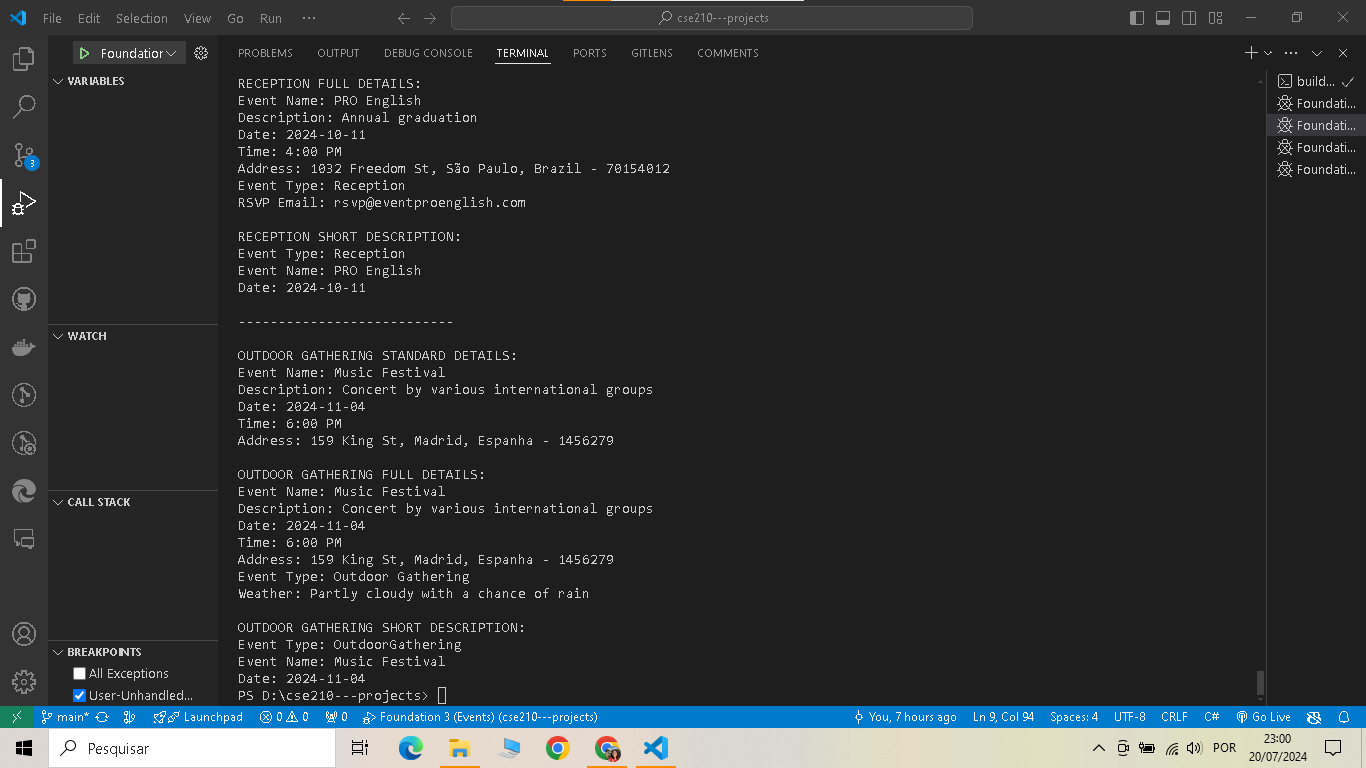 File Edit Selection View Go Run ··· cse210---projects
Foundation
PROBLEMS OUTPUT DEBUG CONSOLE TERMINAL PORTS GITLENS COMMENTS
VARIABLES
WATCH
CALL STACK
BREAKPOINTS
All Exceptions
User-Unhandled...
3
RECEPTION FULL DETAILS:
Event Name: PRO English
Description: Annual graduation
Date: 2024-10-11
Time: 4:00 PM
Address: 1032 Freedom St, São Paulo, Brazil - 70154012
Event Type: Reception
RSVP Email: rsvp@eventproenglish.com
RECEPTION SHORT DESCRIPTION:
Event Type: Reception
Event Name: PRO English
Date: 2024-10-11
---------------------------
OUTDOOR GATHERING STANDARD DETAILS:
Event Name: Music Festival
Description: Concert by various international groups
Date: 2024-11-04
Time: 6:00 PM
Address: 159 King St, Madrid, Espanha - 1456279
OUTDOOR GATHERING FULL DETAILS:
Event Name: Music Festival
Description: Concert by various international groups
Date: 2024-11-04
Time: 6:00 PM
Address: 159 King St, Madrid, Espanha - 1456279
Event Type: Outdoor Gathering
Weather: Partly cloudy with a chance of rain
OUTDOOR GATHERING SHORT DESCRIPTION:
Event Type: OutdoorGathering
Event Name: Music Festival
Date: 2024-11-04
PS D:\cse210---projects>
build...
Foundati...
Foundati...
Foundati...
Foundati...
main* Launchpad 0 0 0 Foundation 3 (Events) (cse210---projects) You, 7 hours ago Ln 9, Col 94 Spaces: 4 UTF-8 CRLF C# Go Live
Pesquisar
POR
23:00
20/07/2024